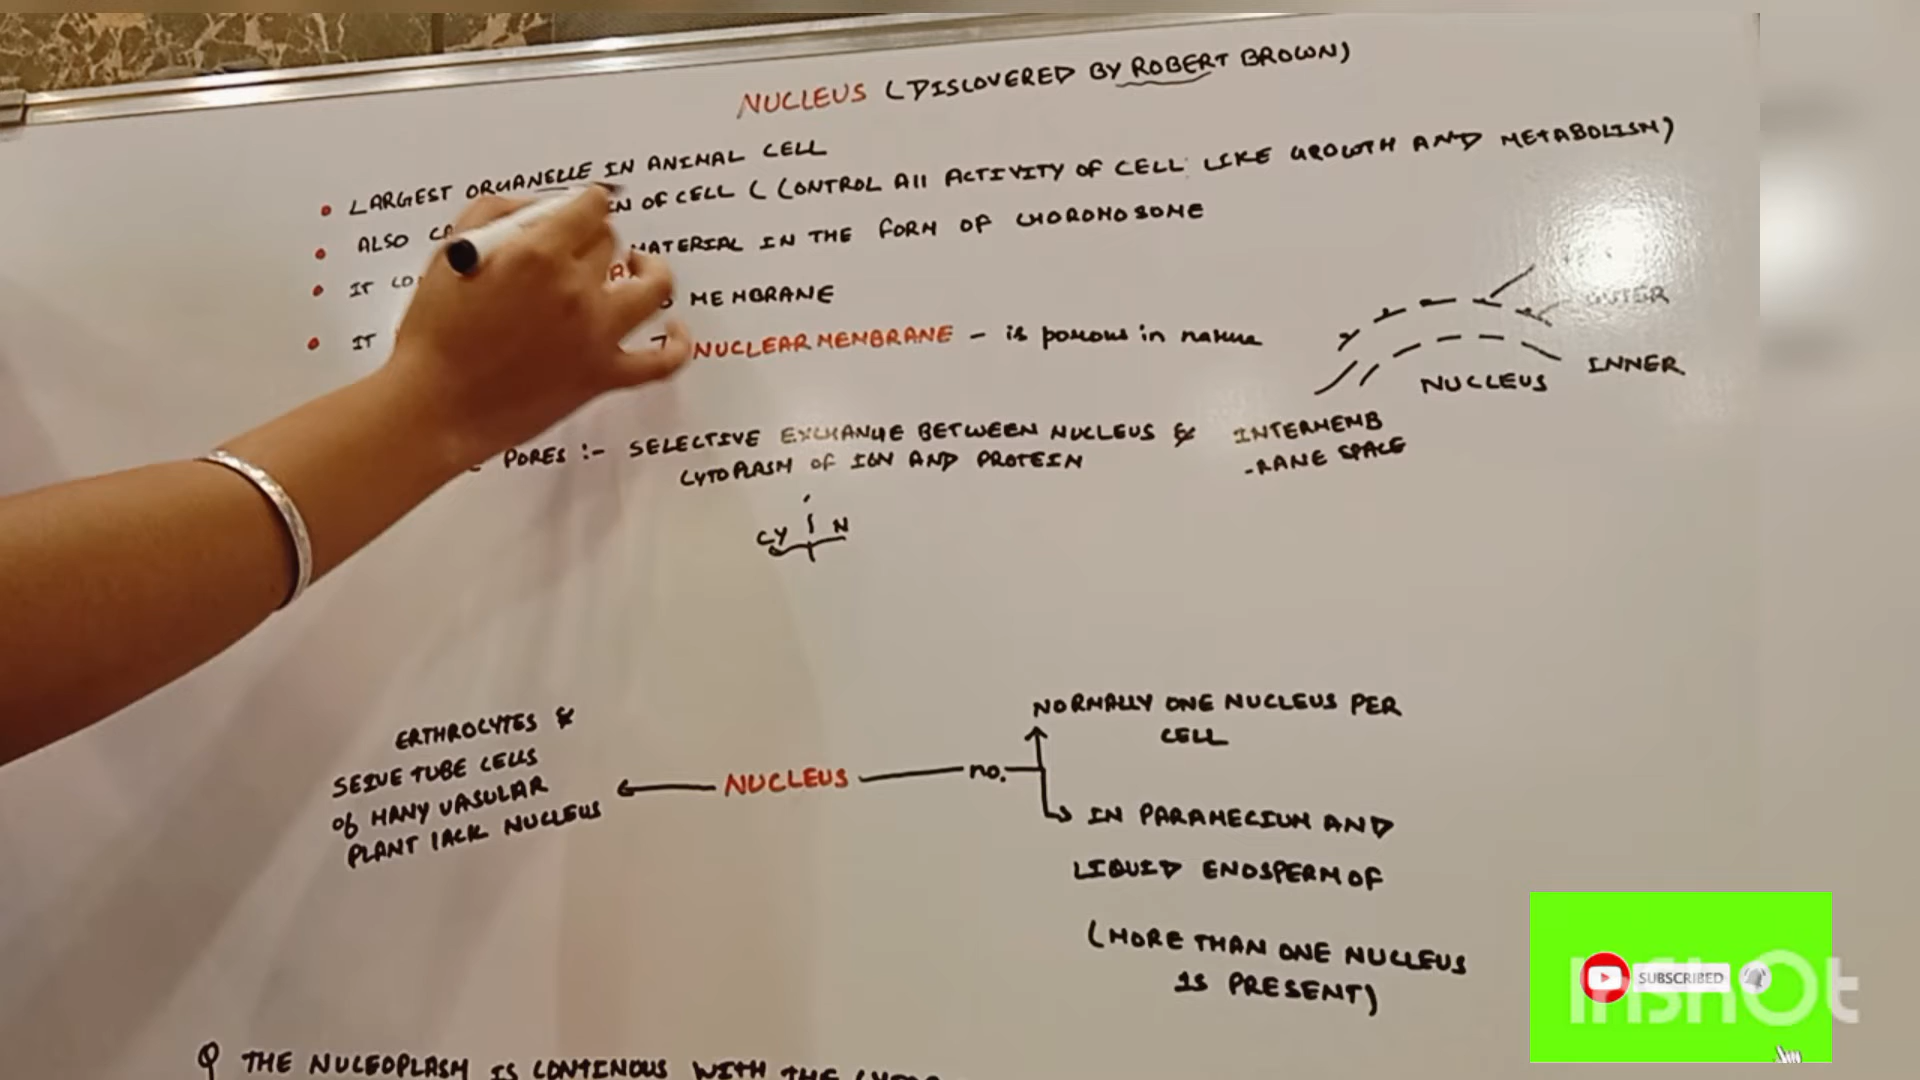 NUCLEUS (DISCOVERED BY ROBERT BROWN)
• LARGEST ORGANELLE IN ANIMAL CELL
• ALSO OF CELL ( CONTROL All ACTIVITY OF CELL LIKE GROWTH AND METABOLISM)
• IT MATERIAL IN THE FORM OF CHOROMOSOME
• IT MEMBRANE
NUCLEAR MEMBRANE - is porous in nature
OUTER
INNER
NUCLEUS
INTERMEMB
-RANE SPACE
PORES :- SELECTIVE EXCHANGE BETWEEN NUCLEUS &
CYTOPLASM OF ION AND PROTEIN
CY N
NORMALLY ONE NUCLEUS PER
CELL
ERTHROCYTES &
SEIVE TUBE CELLS
of MANY VASULAR
PLANT lACK NUCLEUS
NUCLEUS no.
IN PARAMECIUM AND
LIQUID ENOSPERM OF
(MORE THAN ONE NUCLEUS
IS PRESENT)
Q THE NUCEOPLASM IS CONTINOUS WITH THE
SUBSCRIBED
InShOt